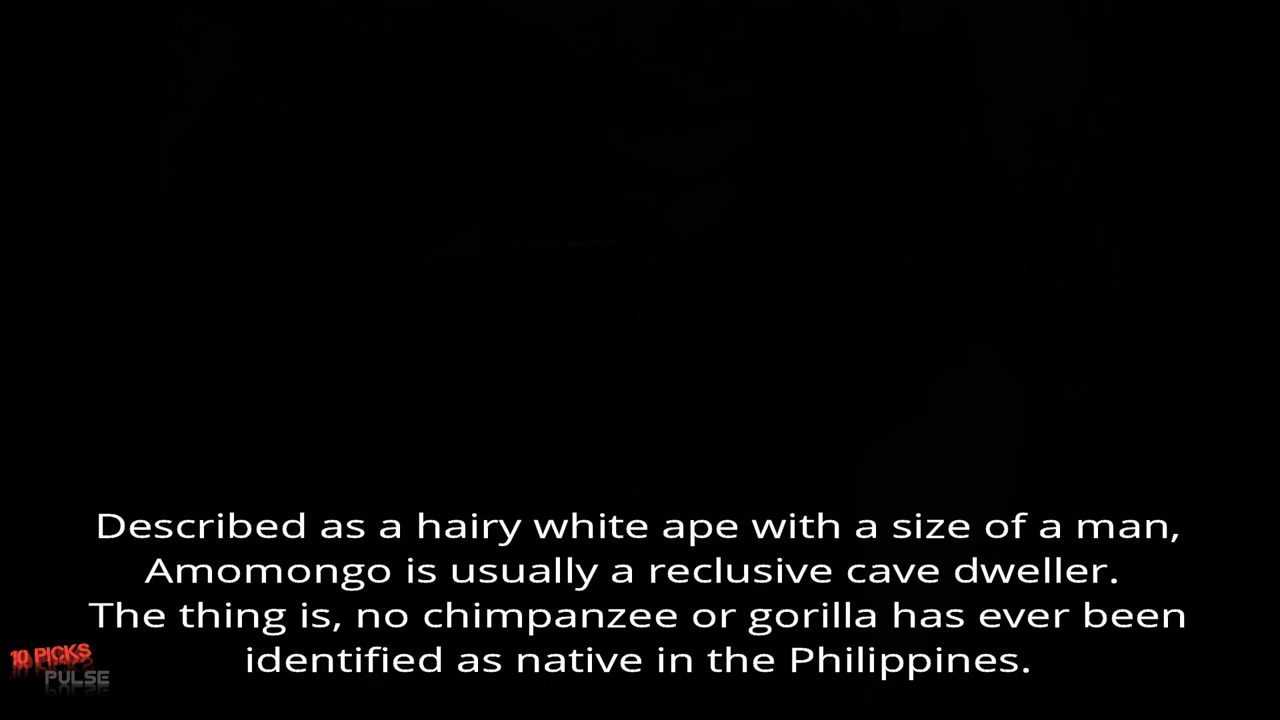 Described as a hairy white ape with a size of a man,
Amomongo is usually a reclusive cave dweller.
The thing is, no chimpanzee or gorilla has ever been
identified as native in the Philippines.
10 PICKS
PULSE